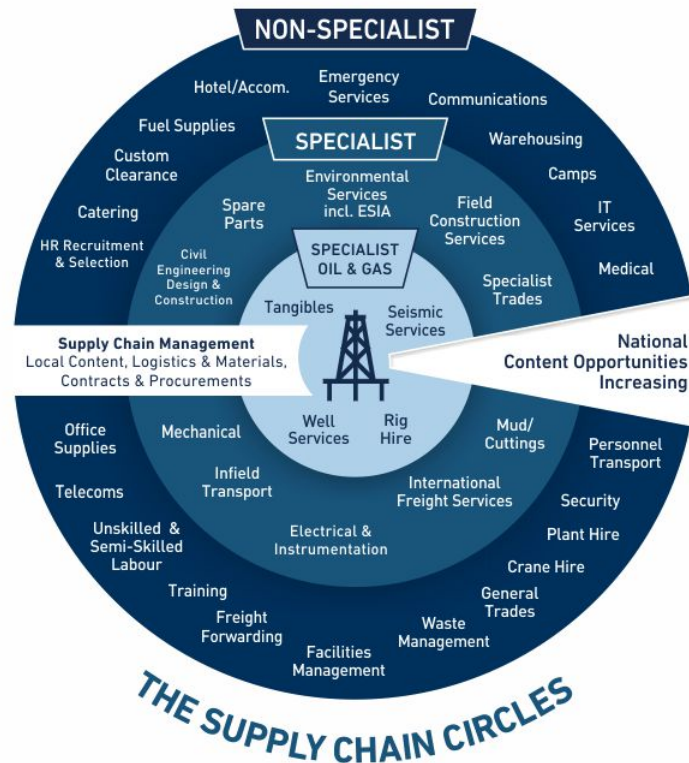 NON-SPECIALIST
Hotel/Accom.
Emergency
Services
Communications
Fuel Supplies
Warehousing
Custom
Clearance
Camps
Catering
IT
Services
HR Recruitment
& Selection
Medical
SPECIALIST
Environmental
Services
incl. ESIA
Spare
Parts
Field
Construction
Services
Civil
Engineering
Design &
Construction
Specialist
Trades
SPECIALIST
OIL & GAS
Tangibles
Seismic
Services
Supply Chain Management
Local Content, Logistics & Materials,
Contracts & Procurements
National
Content Opportunities
Increasing
Well
Services
Rig
Hire
Mechanical
Mud/
Cuttings
Infield
Transport
International
Freight Services
Electrical &
Instrumentation
Office
Supplies
Personnel
Transport
Telecoms
Security
Unskilled &
Semi-Skilled
Labour
Plant Hire
Crane Hire
Training
General
Trades
Freight
Forwarding
Waste
Management
Facilities
Management
THE SUPPLY CHAIN CIRCLES